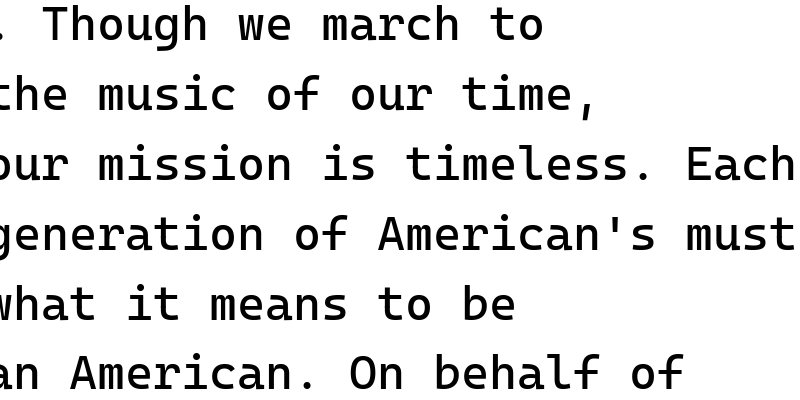 . Though we march to
the music of our time,
our mission is timeless. Each
generation of American's must
what it means to be
an American. On behalf of